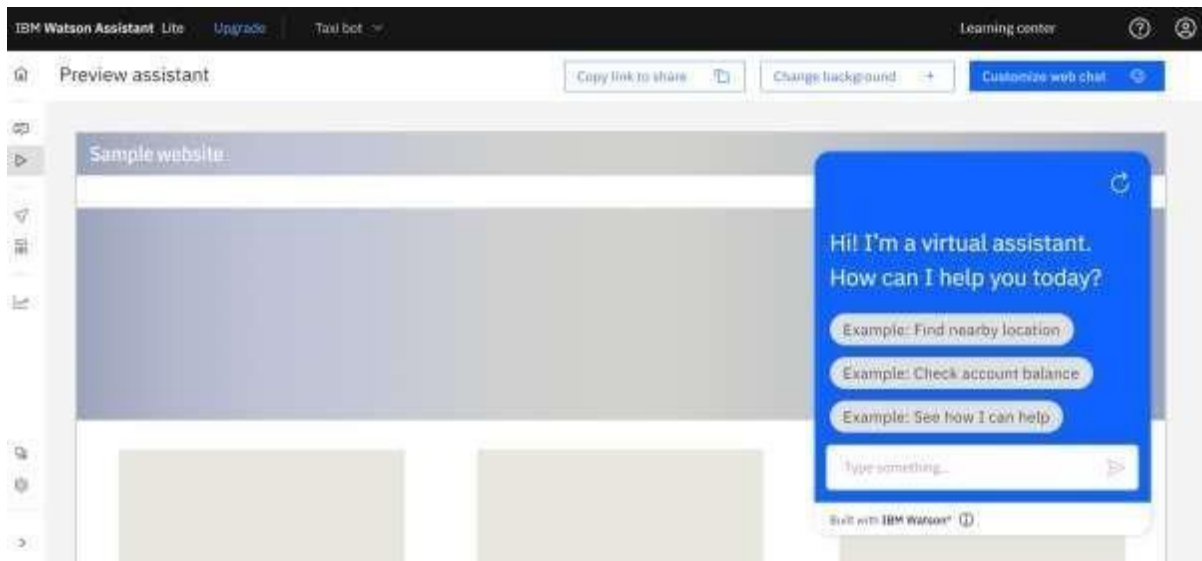 IBM Watson Assistant Lite Upgrade Taxi bot Learning center
Preview assistant Copy link to share Change background + Customize web chat
Sample website
Hi! I'm a virtual assistant.
How can I help you today?
Example: Find nearby location
Example: Check account balance
Example: See how I can help
Type something...
Built with IBM Watson®